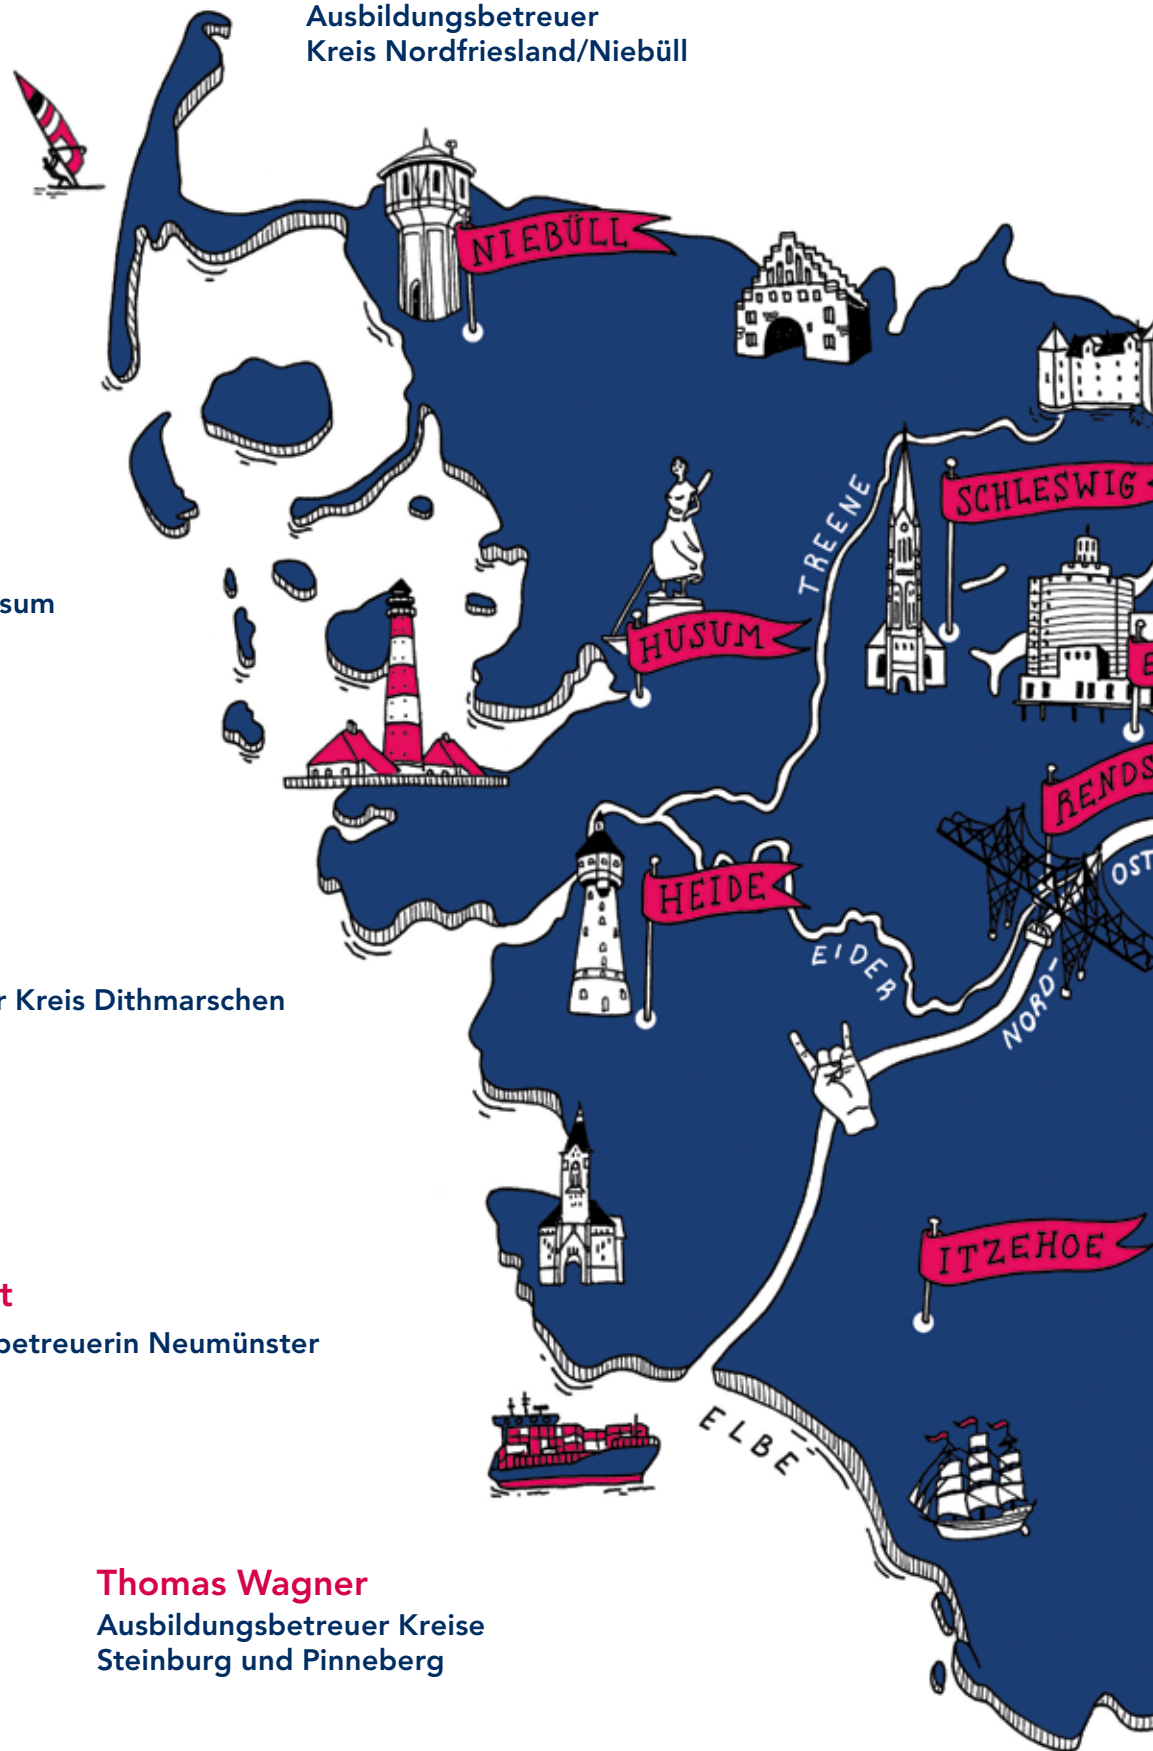 Ausbildungsbetreuer
Kreis Nordfriesland/Niebüll
NIEBÜLL
SCHLESWIG
TREENE
sum
HUSUM
E
RENDS
OST
HEIDE
EIDER
NORD-
r Kreis Dithmarschen
ITZEHOE
t
betreuerin Neumünster
ELBE
Thomas Wagner
Ausbildungsbetreuer Kreise
Steinburg und Pinneberg